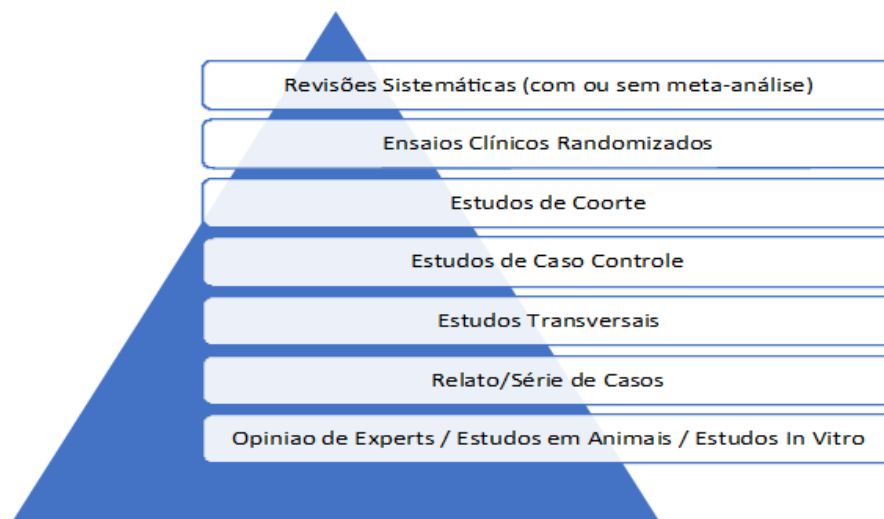 Revisões Sistemáticas (com ou sem meta-análise)
Ensaios Clínicos Randomizados
Estudos de Coorte
Estudos de Caso Controle
Estudos Transversais
Relato/Série de Casos
Opiniao de Experts / Estudos em Animais / Estudos In Vitro